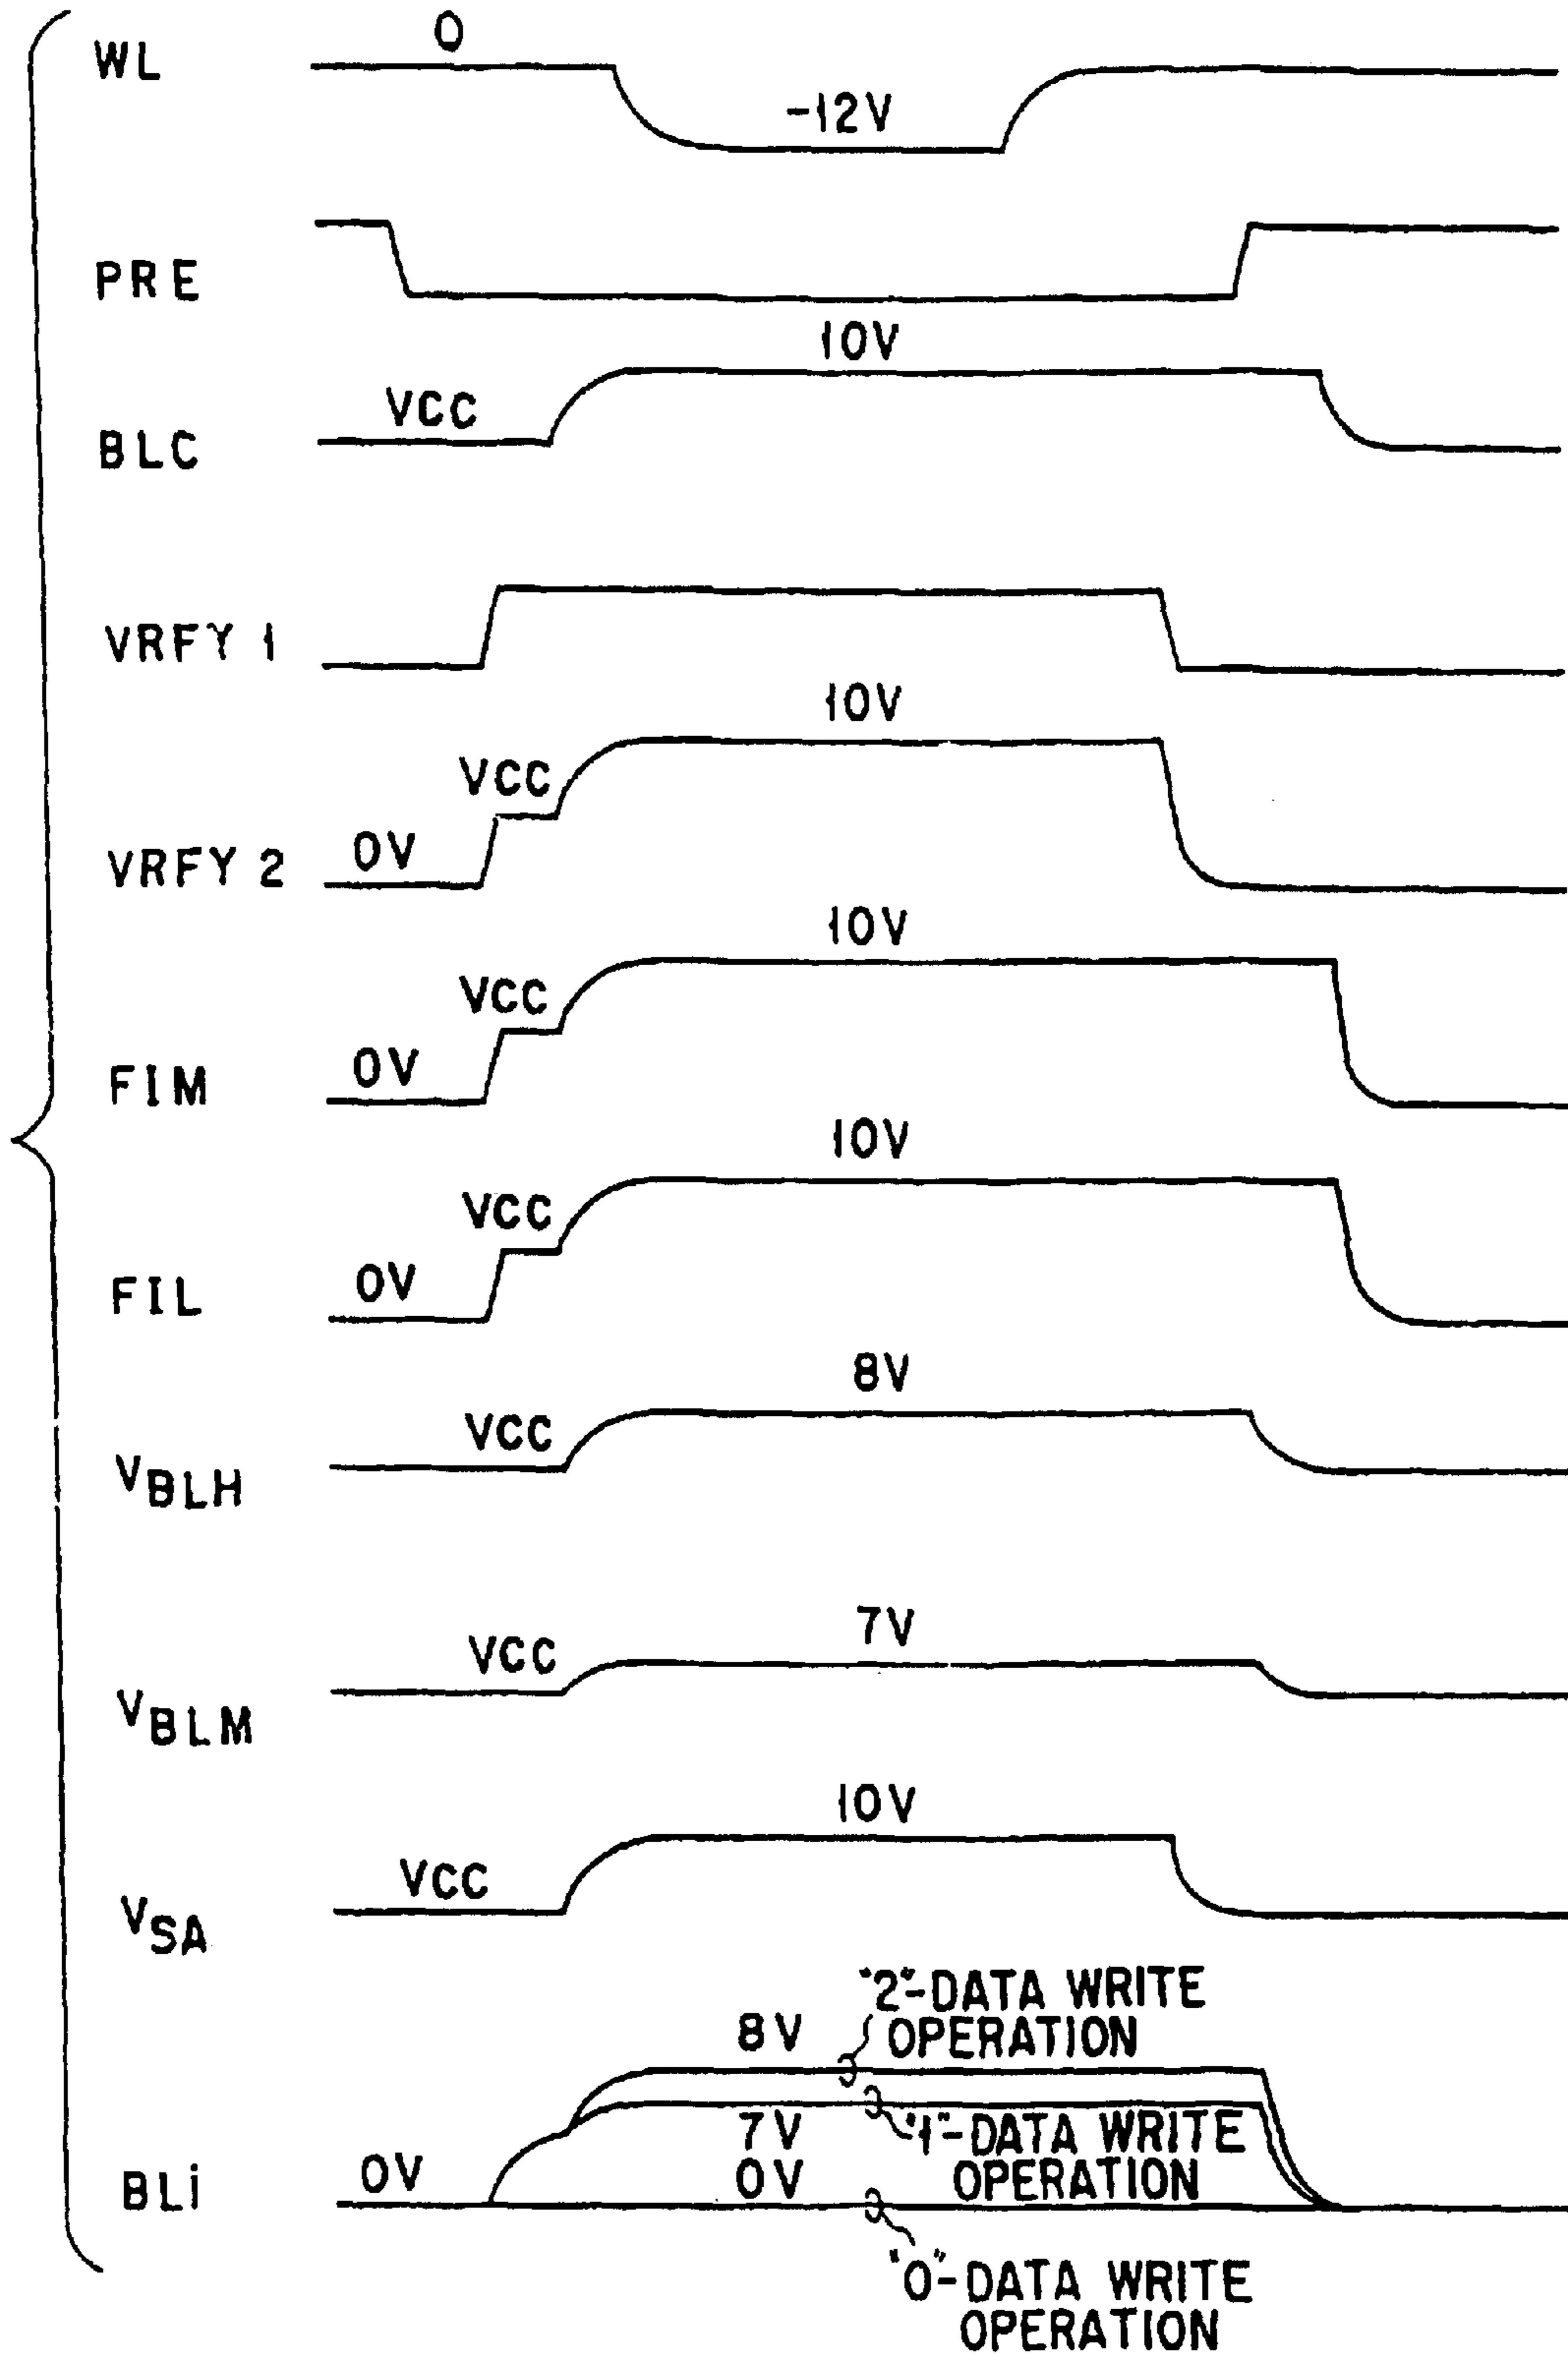 0
WL
-12V
PRE
10V
VCC
BLC
VRFY 1
10V
VCC
0V
VRFY 2
10V
VCC
0V
FIM
10V
VCC
0V
FIL
8V
VCC
VBLH
7V
VCC
VBLM
10V
VCC
VSA
"2"-DATA WRITE
8V OPERATION
7V "1"-DATA WRITE
0V 0V OPERATION
BLi
"0"-DATA WRITE
OPERATION